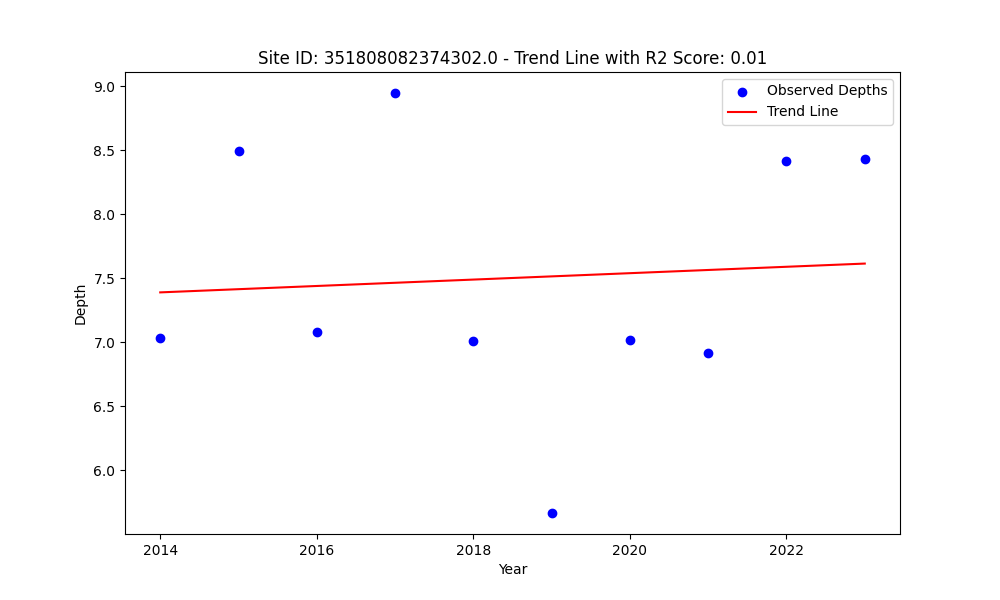 Site ID: 351808082374302.0 - Trend Line with R2 Score: 0.01
Observed Depths
Trend Line
9.0
8.5
8.0
7.5
7.0
6.5
6.0
Depth
2014
2016
2018
2020
2022
Year